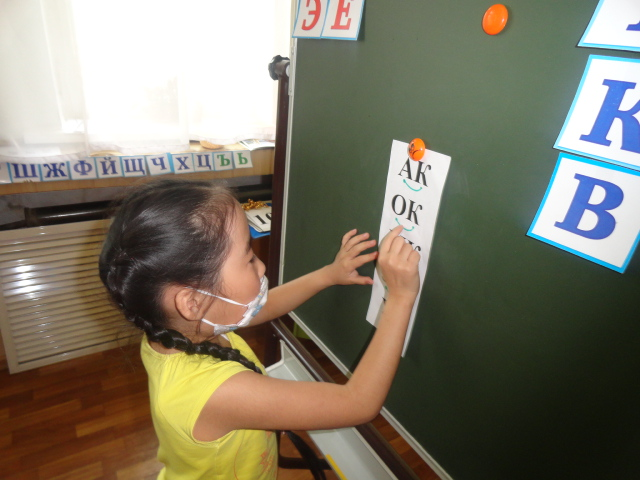 Э Е
К
В
Ш Ж Ф Й Щ Ч Х Ц Ъ Ь
АК
ОК